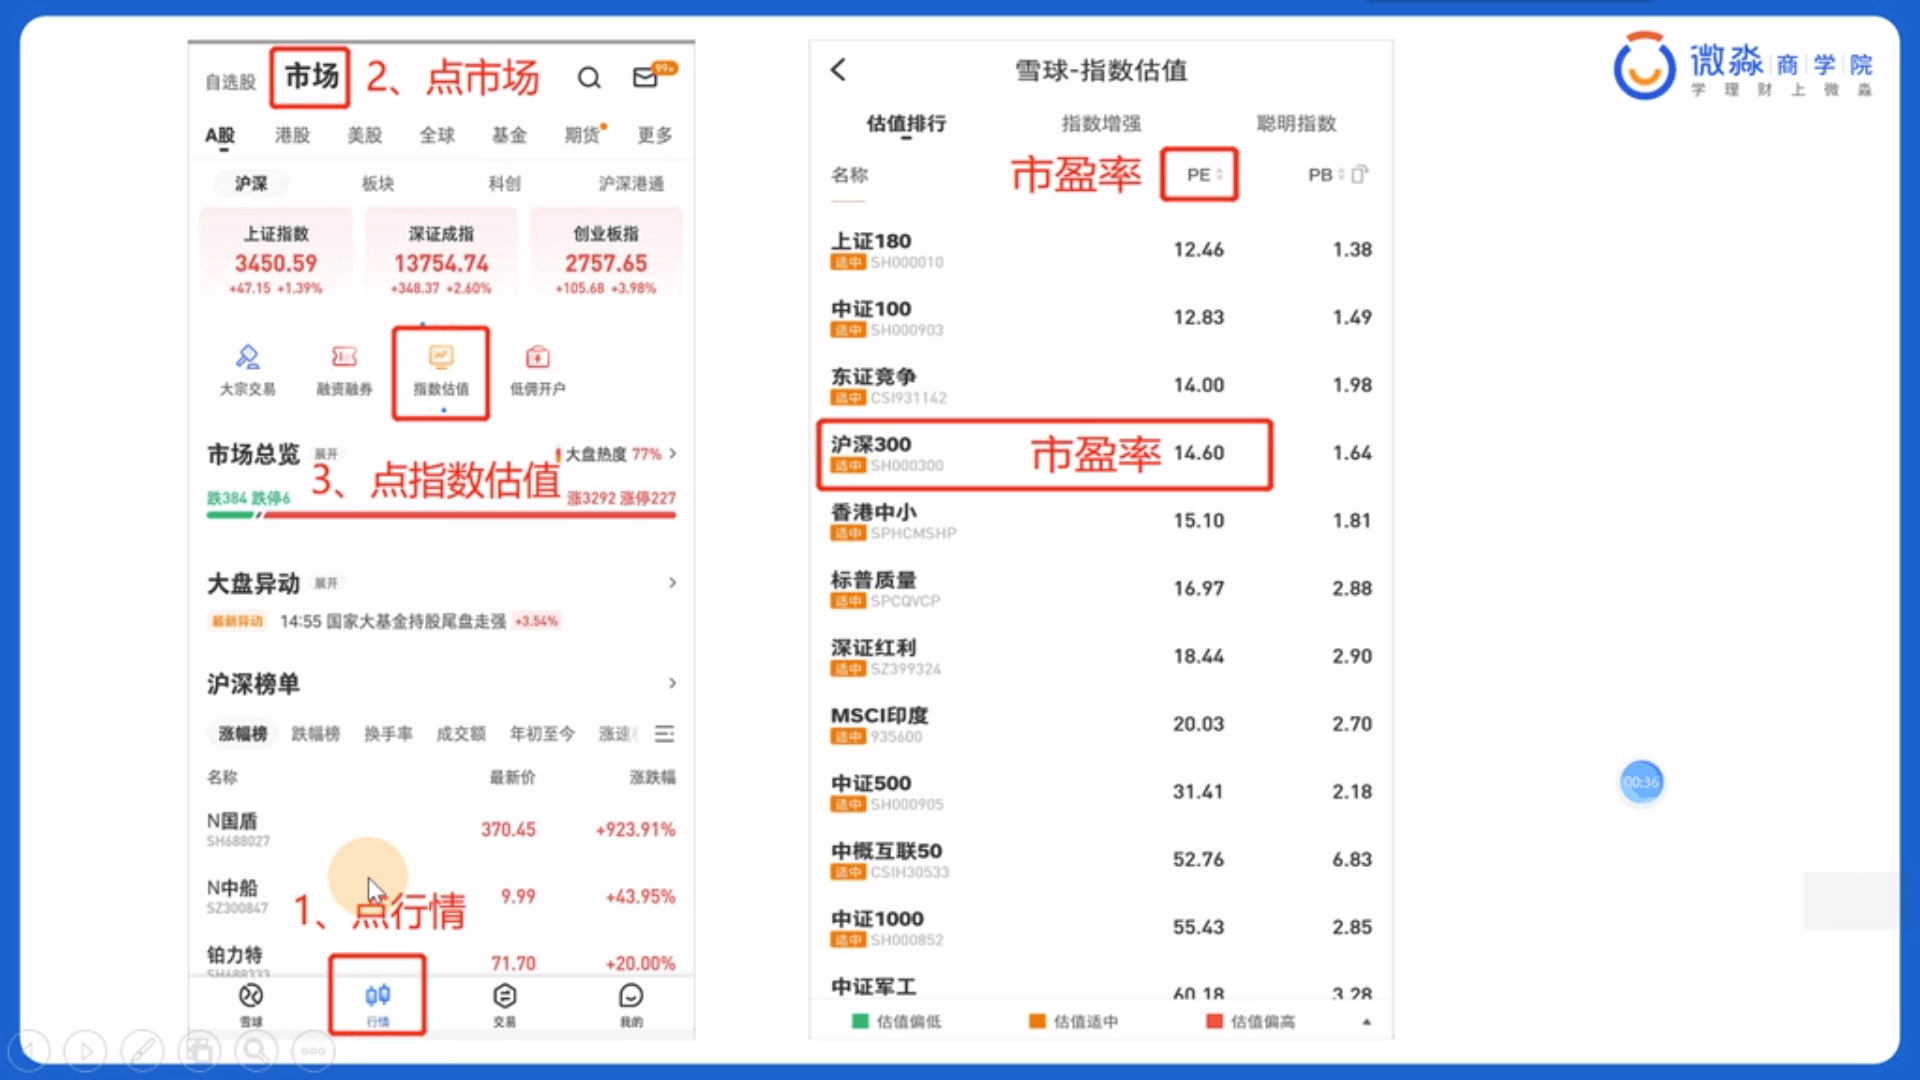 自选股 市场 2、点市场 99+
A股 港股 美股 全球 基金 期货 更多
沪深 板块 科创 沪深港通
上证指数 深证成指 创业板指
3450.59 13754.74 2757.65
+47.15 +1.39% +348.37 +2.60% +105.68 +3.98%
大宗交易 融资融券 指数估值 低佣开户
市场总览 展开 大盘热度 77%
3、点指数估值
跌384 跌停6 涨3292 涨停227
大盘异动 展开
最新异动 14:55 国家大基金持股尾盘走强 +3.54%
沪深榜单
涨幅榜 跌幅榜 换手率 成交额 年初至今 涨速
名称 最新价 涨跌幅
N国盾 370.45 +923.91%
SH688027
N中船 9.99 +43.95%
SZ300847
1、点行情
铂力特 71.70 +20.00%
SH688333
雪球 行情 交易 我的
雪球-指数估值
估值排行 指数增强 聪明指数
名称 市盈率 PE PB
上证180 12.46 1.38
适中 SH000010
中证100 12.83 1.49
适中 SH000903
东证竞争 14.00 1.98
适中 CSI931142
沪深300 市盈率 14.60 1.64
适中 SH000300
香港中小 15.10 1.81
适中 SPHCMSHP
标普质量 16.97 2.88
适中 SPCQVCP
深证红利 18.44 2.90
适中 SZ399324
MSCI印度 20.03 2.70
适中 935600
中证500 31.41 2.18
适中 SH000905
中概互联50 52.76 6.83
适中 CSIH30533
中证1000 55.43 2.85
适中 SH000852
中证军工 60.18 3.28
估值偏低 估值适中 估值偏高
微淼 商学院
学理财上微淼
00:36